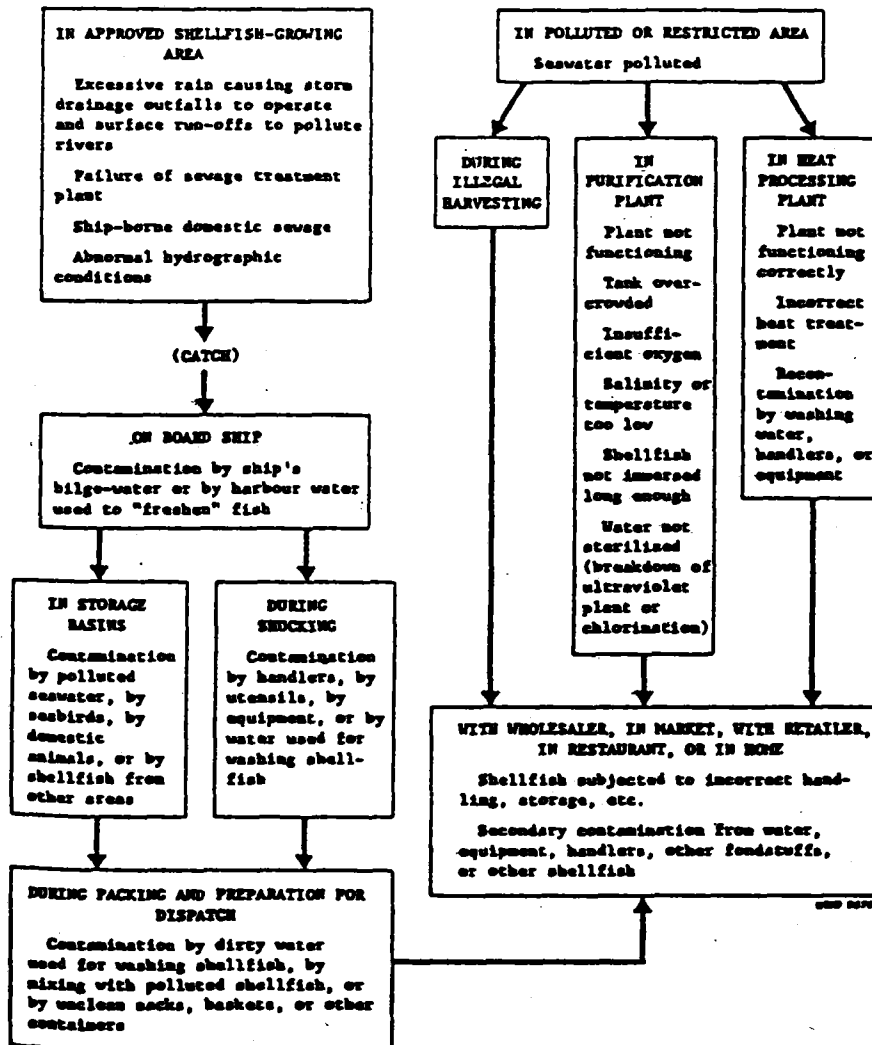 IN APPROVED SHELLFISH-GROWING
AREA
Excessive rain causing storm
drainage outfalls to operate
and surface run-offs to pollute
rivers
Failure of sewage treatment
plant
Ship-borne domestic sewage
Abnormal hydrographic
conditions
(CATCH)
ON BOARD SHIP
Contamination by ship's
bilge-water or by harbour water
used to "freshen" fish
IN STORAGE
BASINS
Contamination
by polluted
seawater, by
seabirds, by
domestic
animals, or by
shellfish from
other areas
DURING
SHUCKING
Contamination
by handlers, by
utensils, by
equipment, or by
water used for
washing shell-
fish
DURING PACKING AND PREPARATION FOR
DISPATCH
Contamination by dirty water
used for washing shellfish, by
mixing with polluted shellfish, or
by unclean sacks, baskets, or other
containers
IN POLLUTED OR RESTRICTED AREA
Seawater polluted
DURING
ILLEGAL
HARVESTING
IN
PURIFICATION
PLANT
Plant not
functioning
Tank over-
crowded
Insuffi-
cient oxygen
Salinity or
temperature
too low
Shellfish
not immersed
long enough
Water not
sterilized
(breakdown of
ultraviolet
plant or
chlorination)
IN HEAT
PROCESSING
PLANT
Plant not
functioning
correctly
Incorrect
heat treat-
ment
Recon-
tamination
by washing
water,
handlers, or
equipment
WITH WHOLESALER, IN MARKET, WITH RETAILER,
IN RESTAURANT, OR IN HOME
Shellfish subjected to incorrect hand-
ling, storage, etc.
Secondary contamination from water,
equipment, handlers, other foodstuffs,
or other shellfish